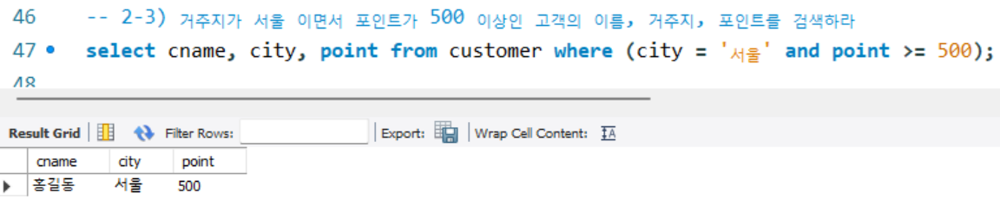 46 -- 2-3) 거주지가 서울 이면서 포인트가 500 이상인 고객의 이름, 거주지, 포인트를 검색하라
47 select cname, city, point from customer where (city = '서울' and point >= 500);
48
Result Grid Filter Rows: Export: Wrap Cell Content:
cname city point
홍길동 서울 500